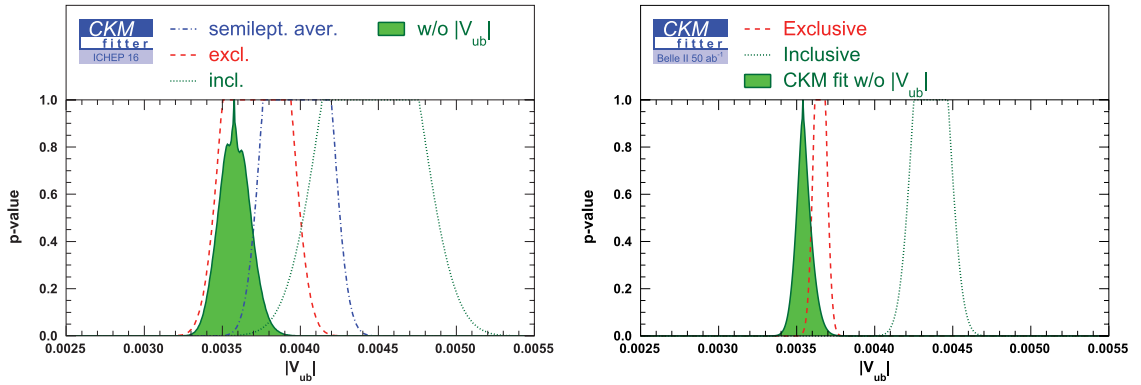 CKM
fitter
ICHEP 16
semilept. aver.
excl.
incl.
w/o |Vub|
1.0
0.8
0.6
0.4
0.2
0.0
p-value
0.0025 0.0030 0.0035 0.0040 0.0045 0.0050 0.0055
|Vub|
CKM
fitter
Belle II 50 ab-1
Exclusive
Inclusive
CKM fit w/o |Vub|
1.0
0.8
0.6
0.4
0.2
0.0
p-value
0.0025 0.0030 0.0035 0.0040 0.0045 0.0050 0.0055
|Vub|